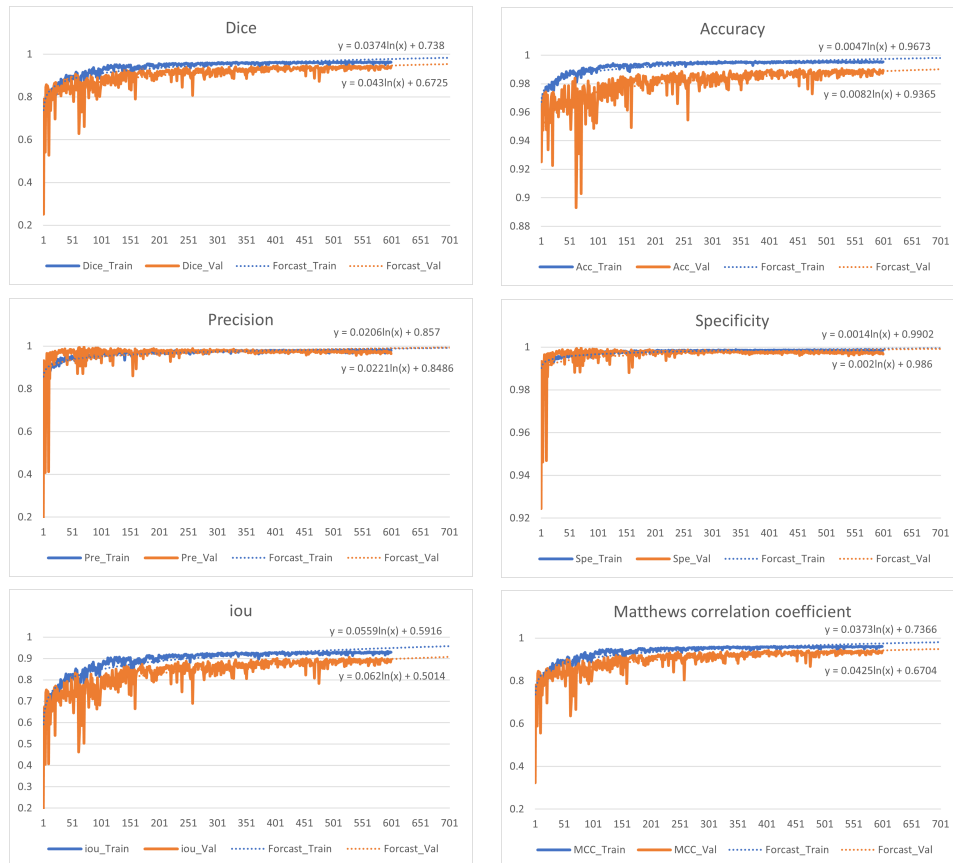 Dice
y = 0.0374ln(x) + 0.738
1
y = 0.043ln(x) + 0.6725
0.8
0.6
0.4
0.2
1 51 101 151 201 251 301 351 401 451 501 551 601 651 701
Dice_Train Dice_Val Forcast_Train Forcast_Val
Accuracy
y = 0.0047ln(x) + 0.9673
1
0.98
y = 0.0082ln(x) + 0.9365
0.96
0.94
0.92
0.9
0.88
1 51 101 151 201 251 301 351 401 451 501 551 601 651 701
Acc_Train Acc_Val Forcast_Train Forcast_Val
Precision
y = 0.0206ln(x) + 0.857
1
y = 0.0221ln(x) + 0.8486
0.8
0.6
0.4
0.2
1 51 101 151 201 251 301 351 401 451 501 551 601 651 701
Pre_Train Pre_Val Forcast_Train Forcast_Val
Specificity
y = 0.0014ln(x) + 0.9902
1
y = 0.002ln(x) + 0.986
0.98
0.96
0.94
0.92
1 51 101 151 201 251 301 351 401 451 501 551 601 651 701
Spe_Train Spe_Val Forcast_Train Forcast_Val
iou
y = 0.0559ln(x) + 0.5916
1
0.9
y = 0.062ln(x) + 0.5014
0.8
0.7
0.6
0.5
0.4
0.3
0.2
1 51 101 151 201 251 301 351 401 451 501 551 601 651 701
iou_Train iou_Val Forcast_Train Forcast_Val
Matthews correlation coefficient
y = 0.0373ln(x) + 0.7366
1
y = 0.0425ln(x) + 0.6704
0.8
0.6
0.4
0.2
1 51 101 151 201 251 301 351 401 451 501 551 601 651 701
MCC_Train MCC_Val Forcast_Train Forcast_Val